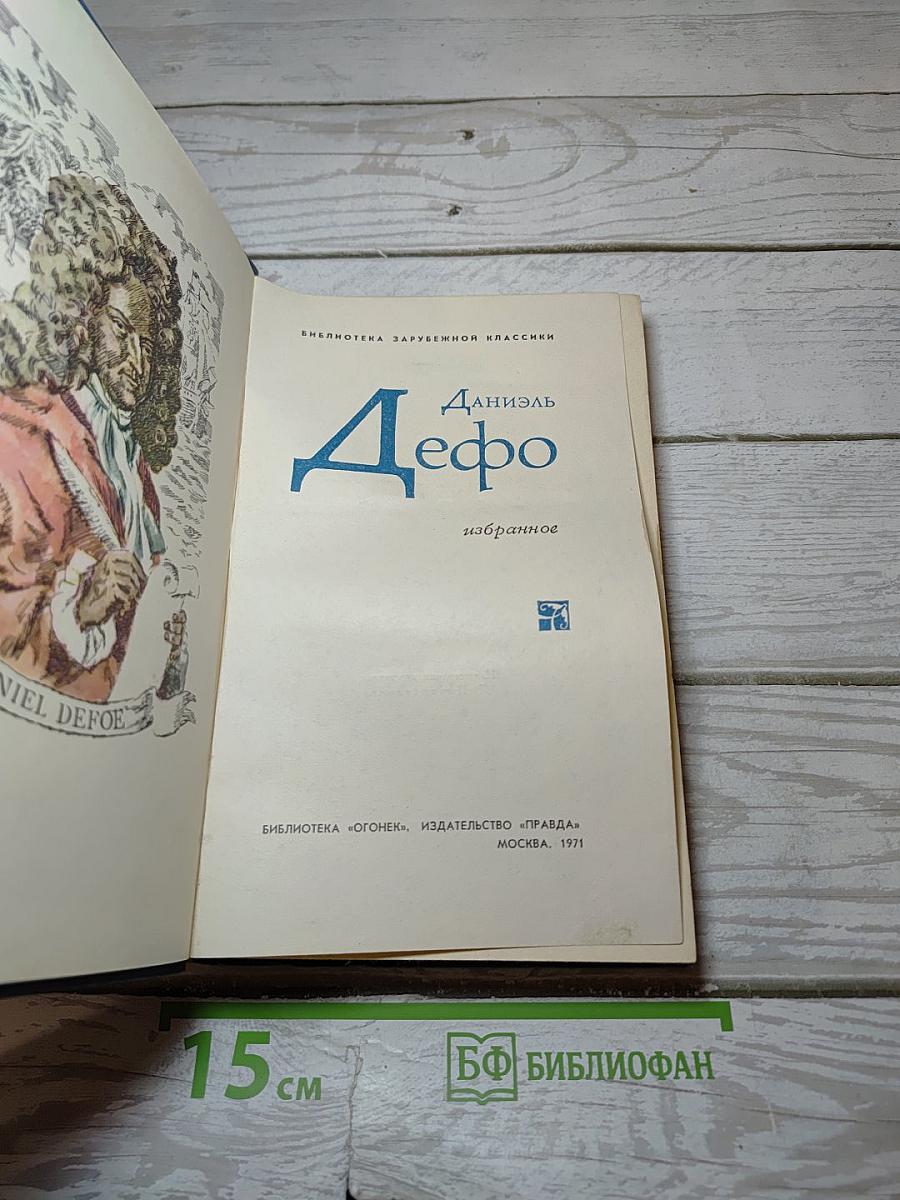 БИБЛИОТЕКА ЗАРУБЕЖНОЙ КЛАССИКИ
Даниэль
Дефо
избранное
БИБЛИОТЕКА «ОГОНЕК», ИЗДАТЕЛЬСТВО «ПРАВДА»
МОСКВА, 1971
NIEL DEFOE
15 см
БФ БИБЛИОФАН